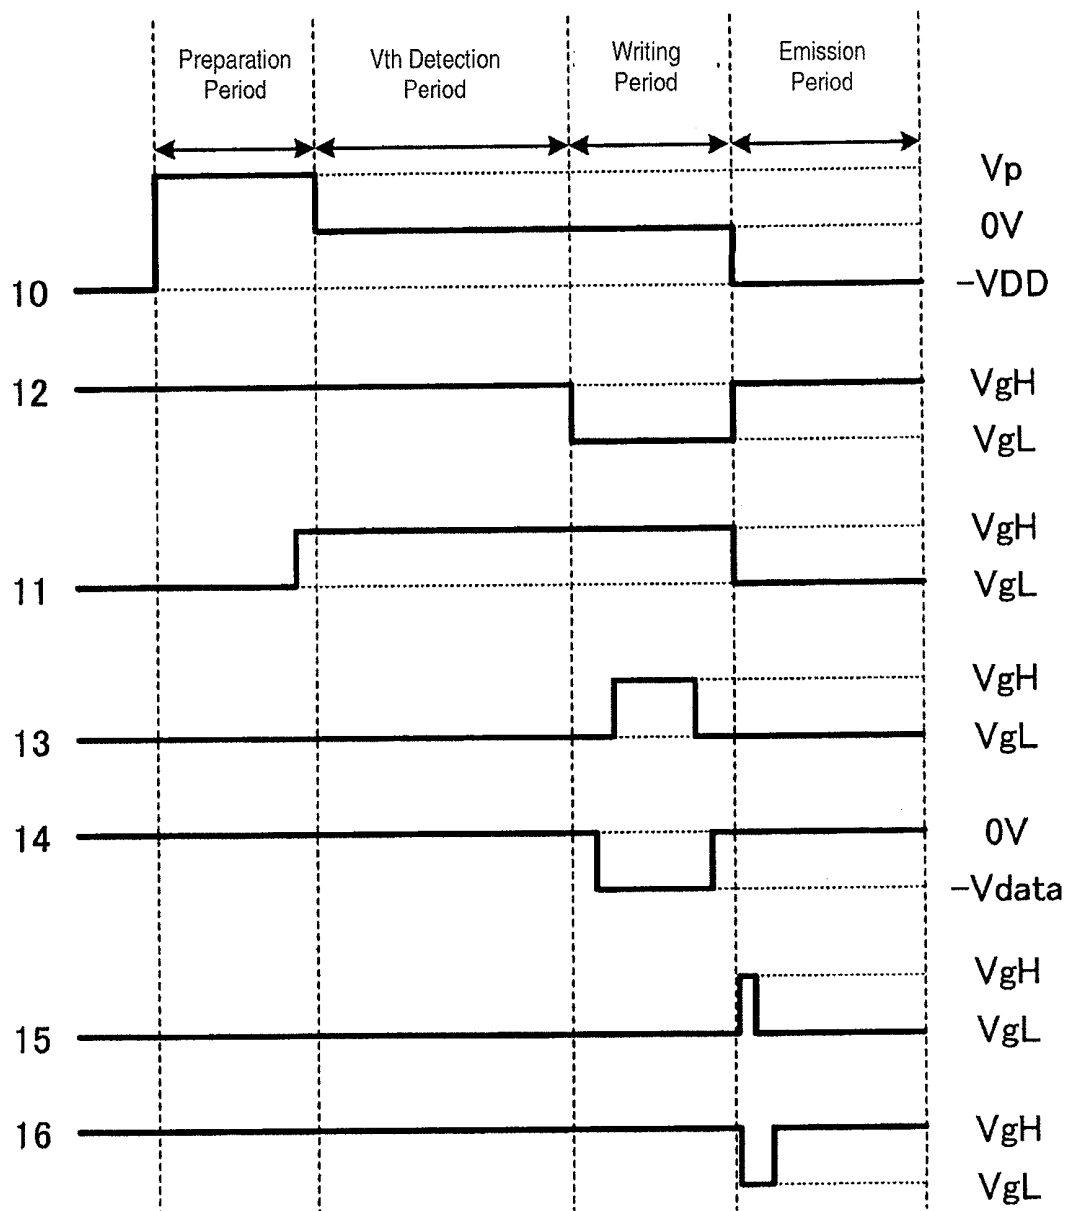 Preparation
Period
Vth Detection
Period
Writing
Period
Emission
Period
Vp
0V
10
−VDD
12
VgH
VgL
VgH
11
VgL
VgH
13
VgL
14
0V
−Vdata
VgH
15
VgL
16
VgH
VgL